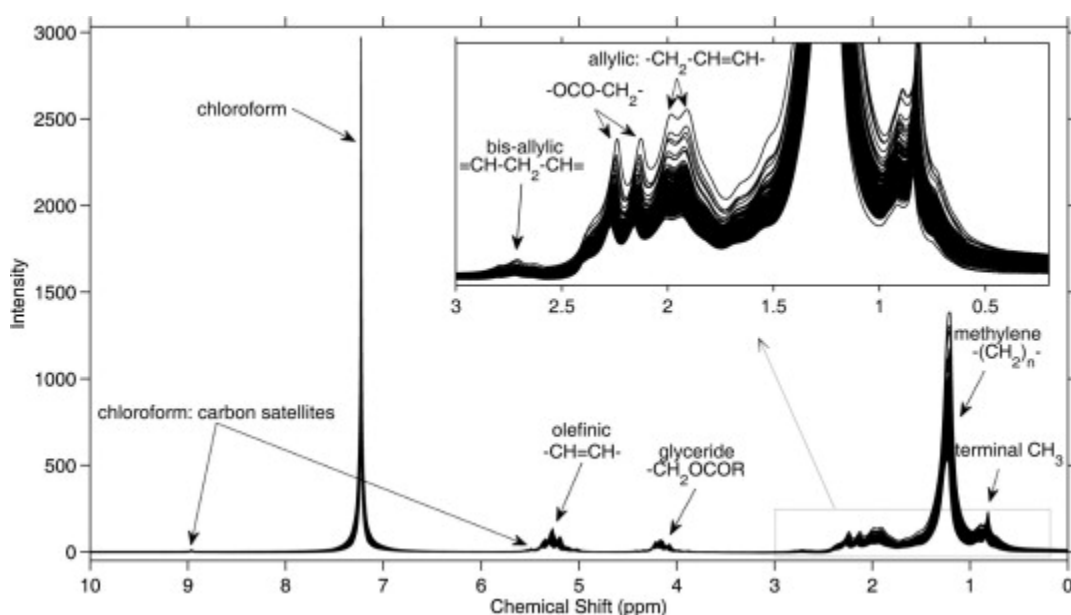 3000
2500
2000
1500
1000
500
0
Intensity
10
9
8
7
6
5
4
3
2
1
0
Chemical Shift (ppm)
chloroform
chloroform: carbon satellites
olefinic
-CH=CH-
glyceride
-CH₂OCOR
methylene
-(CH₂)ₙ-
terminal CH₃
allylic: -CH₂-CH=CH-
-OCO-CH₂-
bis-allylic
=CH-CH₂-CH=
3
2.5
2
1.5
1
0.5